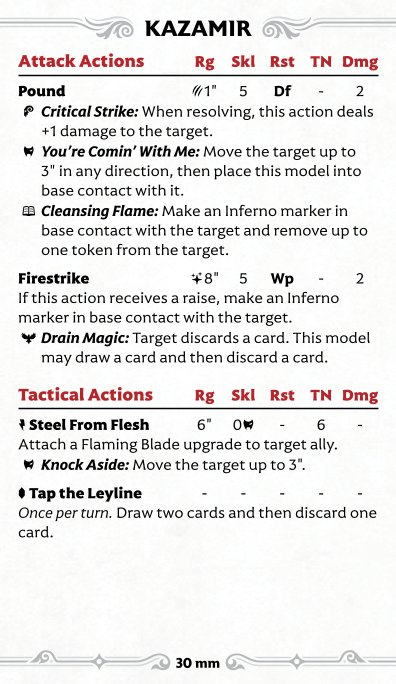 KAZAMIR
Attack Actions Rg Skl Rst TN Dmg
Pound 1" 5 Df - 2
Critical Strike: When resolving, this action deals
+1 damage to the target.
You're Comin' With Me: Move the target up to
3" in any direction, then place this model into
base contact with it.
Cleansing Flame: Make an Inferno marker in
base contact with the target and remove up to
one token from the target.
Firestrike 8" 5 Wp - 2
If this action receives a raise, make an Inferno
marker in base contact with the target.
Drain Magic: Target discards a card. This model
may draw a card and then discard a card.
Tactical Actions Rg Skl Rst TN Dmg
Steel From Flesh 6" 0 - 6 -
Attach a Flaming Blade upgrade to target ally.
Knock Aside: Move the target up to 3".
Tap the Leyline - - - - -
Once per turn. Draw two cards and then discard one
card.
30 mm